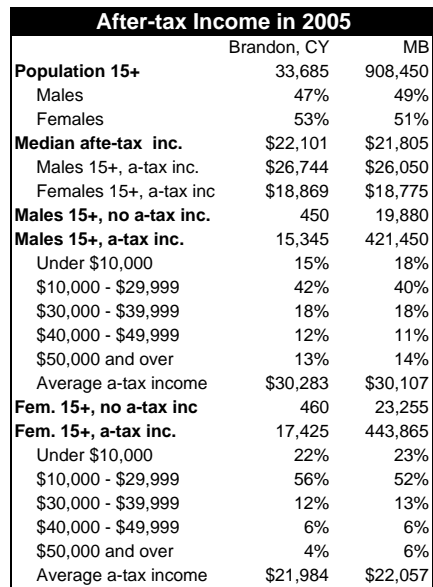 After-tax Income in 2005
Brandon, CY MB
Population 15+ 33,685 908,450
Males 47% 49%
Females 53% 51%
Median afte-tax inc. $22,101 $21,805
Males 15+, a-tax inc. $26,744 $26,050
Females 15+, a-tax inc $18,869 $18,775
Males 15+, no a-tax inc. 450 19,880
Males 15+, a-tax inc. 15,345 421,450
Under $10,000 15% 18%
$10,000 - $29,999 42% 40%
$30,000 - $39,999 18% 18%
$40,000 - $49,999 12% 11%
$50,000 and over 13% 14%
Average a-tax income $30,283 $30,107
Fem. 15+, no a-tax inc 460 23,255
Fem. 15+, a-tax inc. 17,425 443,865
Under $10,000 22% 23%
$10,000 - $29,999 56% 52%
$30,000 - $39,999 12% 13%
$40,000 - $49,999 6% 6%
$50,000 and over 4% 6%
Average a-tax income $21,984 $22,057